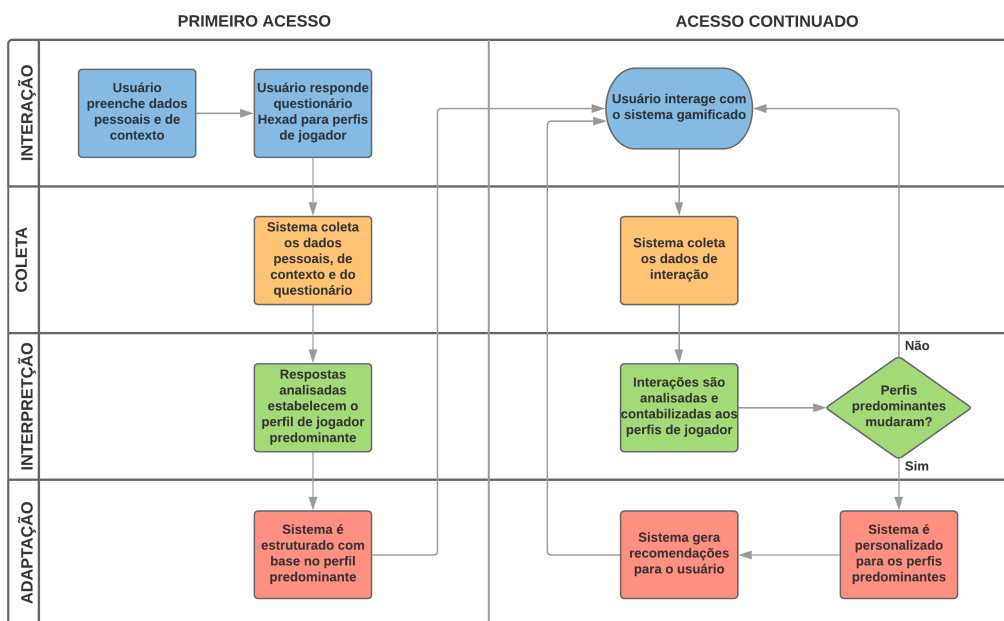 PRIMEIRO ACESSO
ACESSO CONTINUADO
INTERAÇÃO
Usuário
preenche dados
pessoais e de
contexto
Usuário responde
questionário
Hexad para perfis
de jogador
Usuário interage com
o sistema gamificado
COLETA
Sistema coleta
os dados
pessoais, de
contexto e do
questionário
Sistema coleta
os dados de
interação
INTERPRETÇÃO
Respostas
analisadas
estabelecem o
perfil de jogador
predominante
Interações são
analisadas e
contabilizadas aos
perfis de jogador
Não
Perfis
predominantes
mudaram?
Sim
ADAPTAÇÃO
Sistema é
estruturado com
base no perfil
predominante
Sistema gera
recomendações
para o usuário
Sistema é
personalizado
para os perfis
predominantes